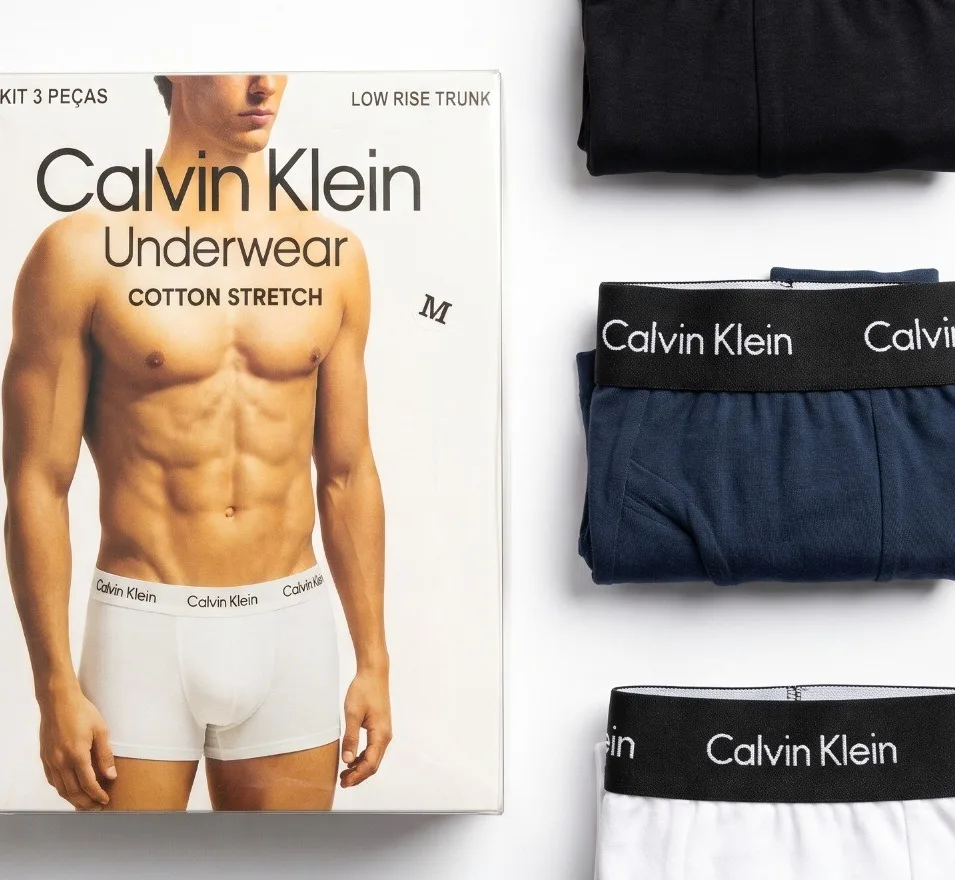 KIT 3 PEÇAS
LOW RISE TRUNK
Calvin Klein
Underwear
COTTON STRETCH
M
Calvin Klein Calvin Klein Calvin Klein
Calvin Klein Calvin
ein Calvin Klein